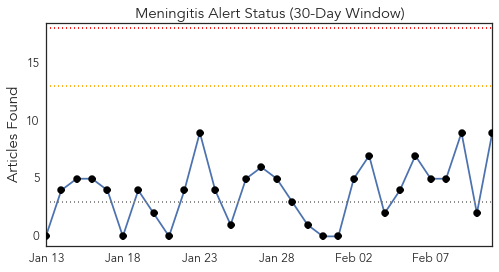 Meningitis Alert Status (30-Day Window)
Articles Found
15
10
5
0
Jan 13 Jan 18 Jan 23 Jan 28 Feb 02 Feb 07